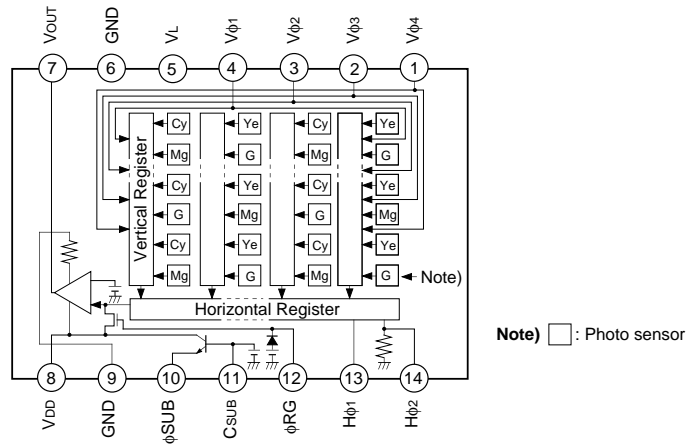 VOUT GND VL Vφ1 Vφ2 Vφ3 Vφ4
7 6 5 4 3 2 1
Vertical Register
Cy Ye Cy Ye
Mg G Mg G
Cy Ye Cy Ye
G Mg G Mg
Cy Ye Cy Ye
Mg G Mg G Note)
Horizontal Register
Note) : Photo sensor
8 9 10 11 12 13 14
VDD GND φSUB CSUB φRG Hφ1 Hφ2